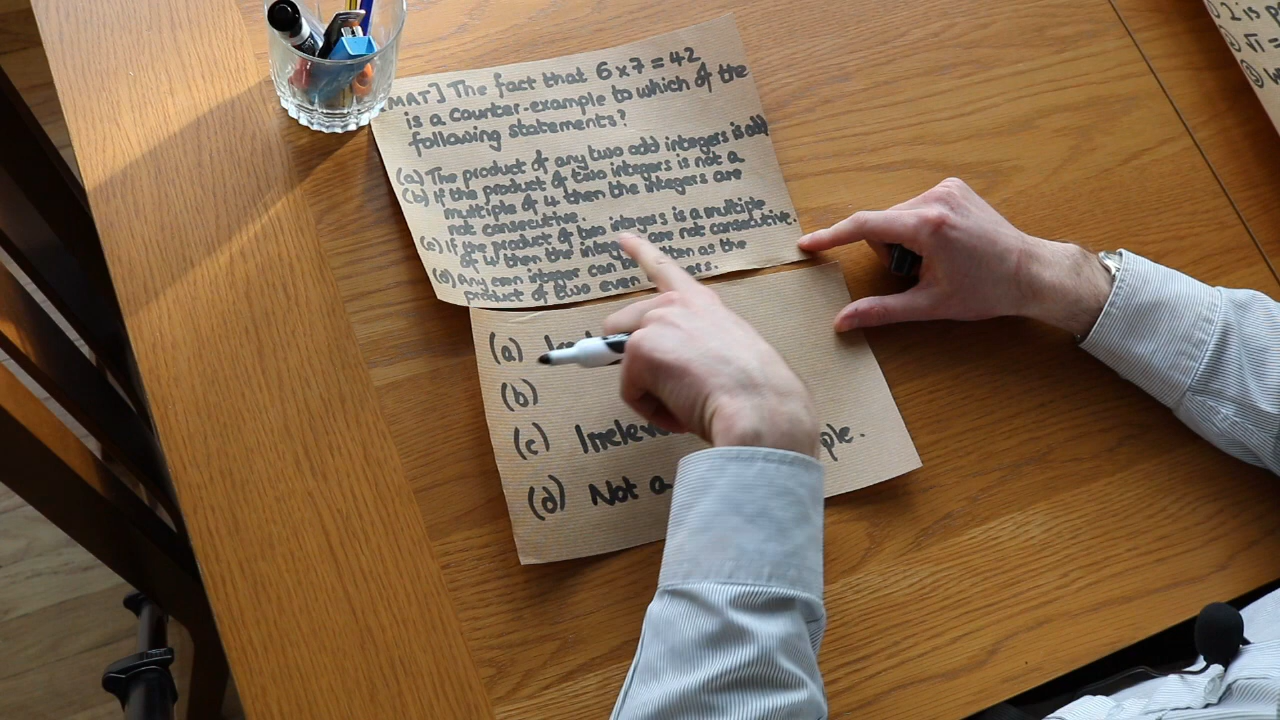 MAT] The fact that 6x7=42
is a counter-example to which of the
following statements?
(a) The product of any two odd integers is odd
(b) If the product of two integers is not a
multiple of 4 then the integers are
not consecutive.
(c) If the product of two integers is a multiple
of 4 then the integers are not consecutive.
(d) Any even integer can be written as the
product of two even
(a)
(b)
(c)
(d) Not a
2 is